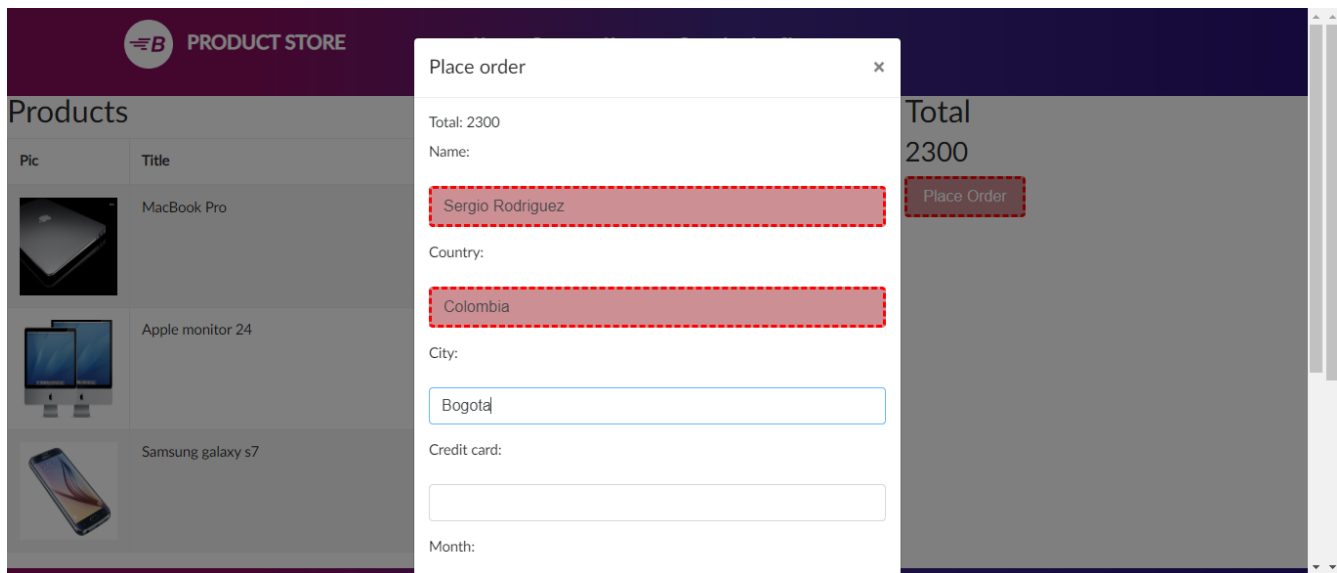 PRODUCT STORE
Products
Pic Title
MacBook Pro
Apple monitor 24
Samsung galaxy s7
Place order ×
Total: 2300
Name:
Sergio Rodriguez
Country:
Colombia
City:
Bogota
Credit card:
Month:
Total
2300
Place Order